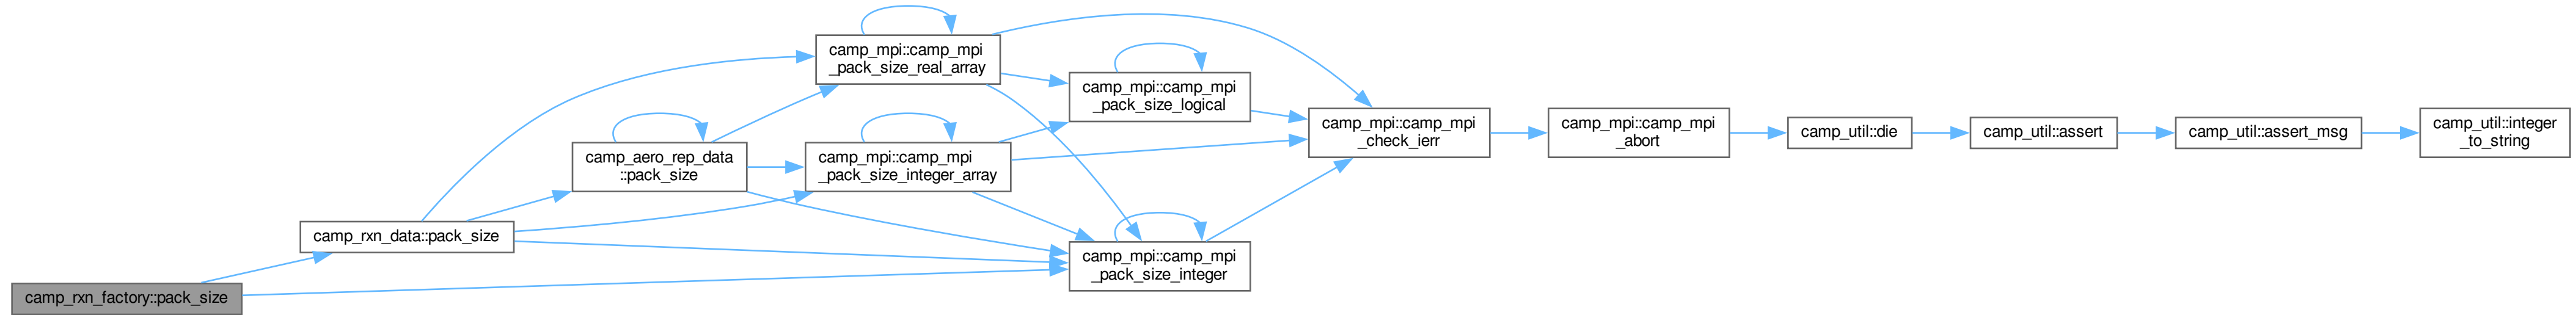 camp_rxn_factory::pack_size
camp_rxn_data::pack_size
camp_aero_rep_data
::pack_size
camp_mpi::camp_mpi
_pack_size_real_array
camp_mpi::camp_mpi
_pack_size_integer_array
camp_mpi::camp_mpi
_pack_size_logical
camp_mpi::camp_mpi
_pack_size_integer
camp_mpi::camp_mpi
_check_ierr
camp_mpi::camp_mpi
_abort
camp_util::die
camp_util::assert
camp_util::assert_msg
camp_util::integer
_to_string